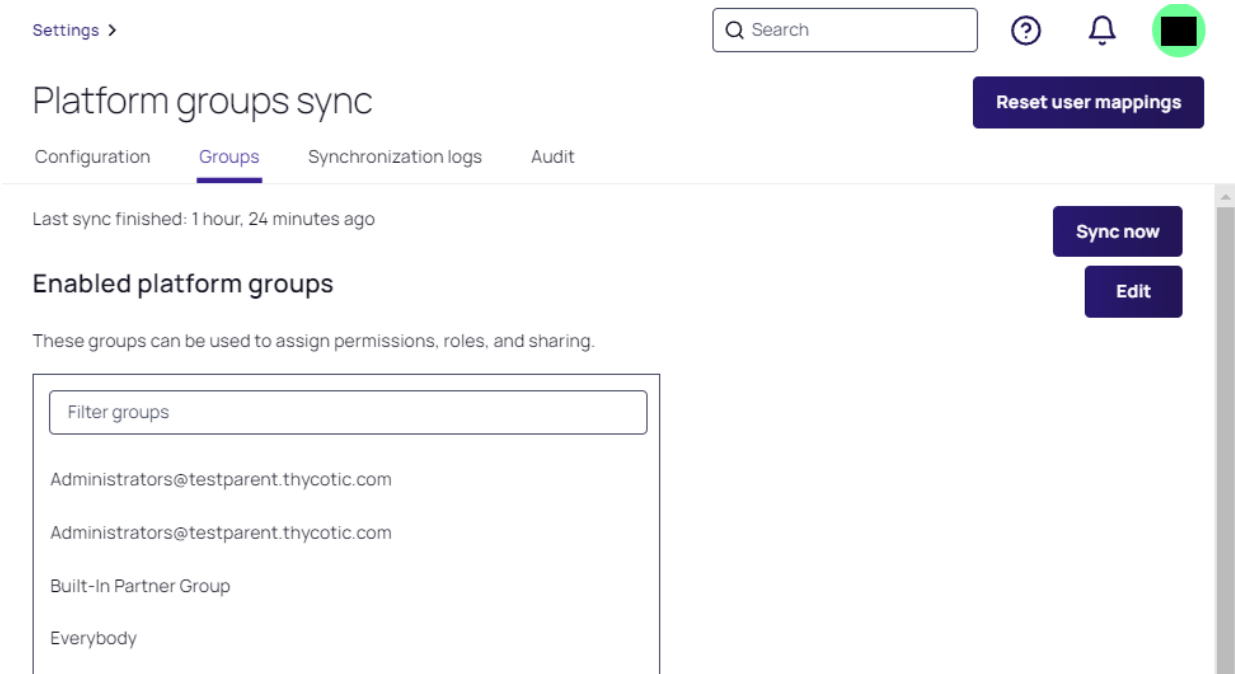 Settings
Search
Platform groups sync
Reset user mappings
Configuration Groups Synchronization logs Audit
Last sync finished: 1 hour, 24 minutes ago
Sync now
Enabled platform groups
Edit
These groups can be used to assign permissions, roles, and sharing.
Filter groups
Administrators@testparent.thycotic.com
Administrators@testparent.thycotic.com
Built-In Partner Group
Everybody